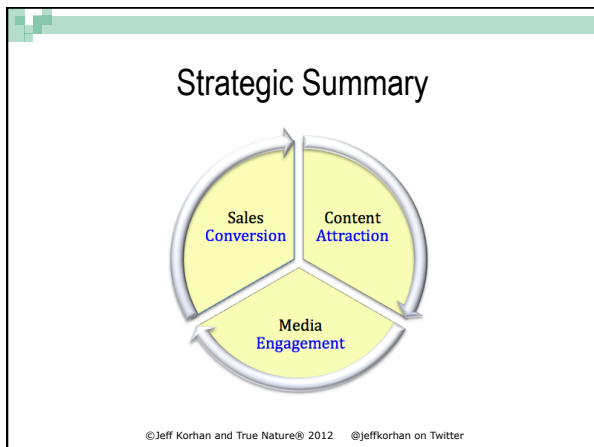 Strategic Summary
Sales
Conversion
Content
Attraction
Media
Engagement
©Jeff Korhan and True Nature® 2012 @jeffkorhan on Twitter